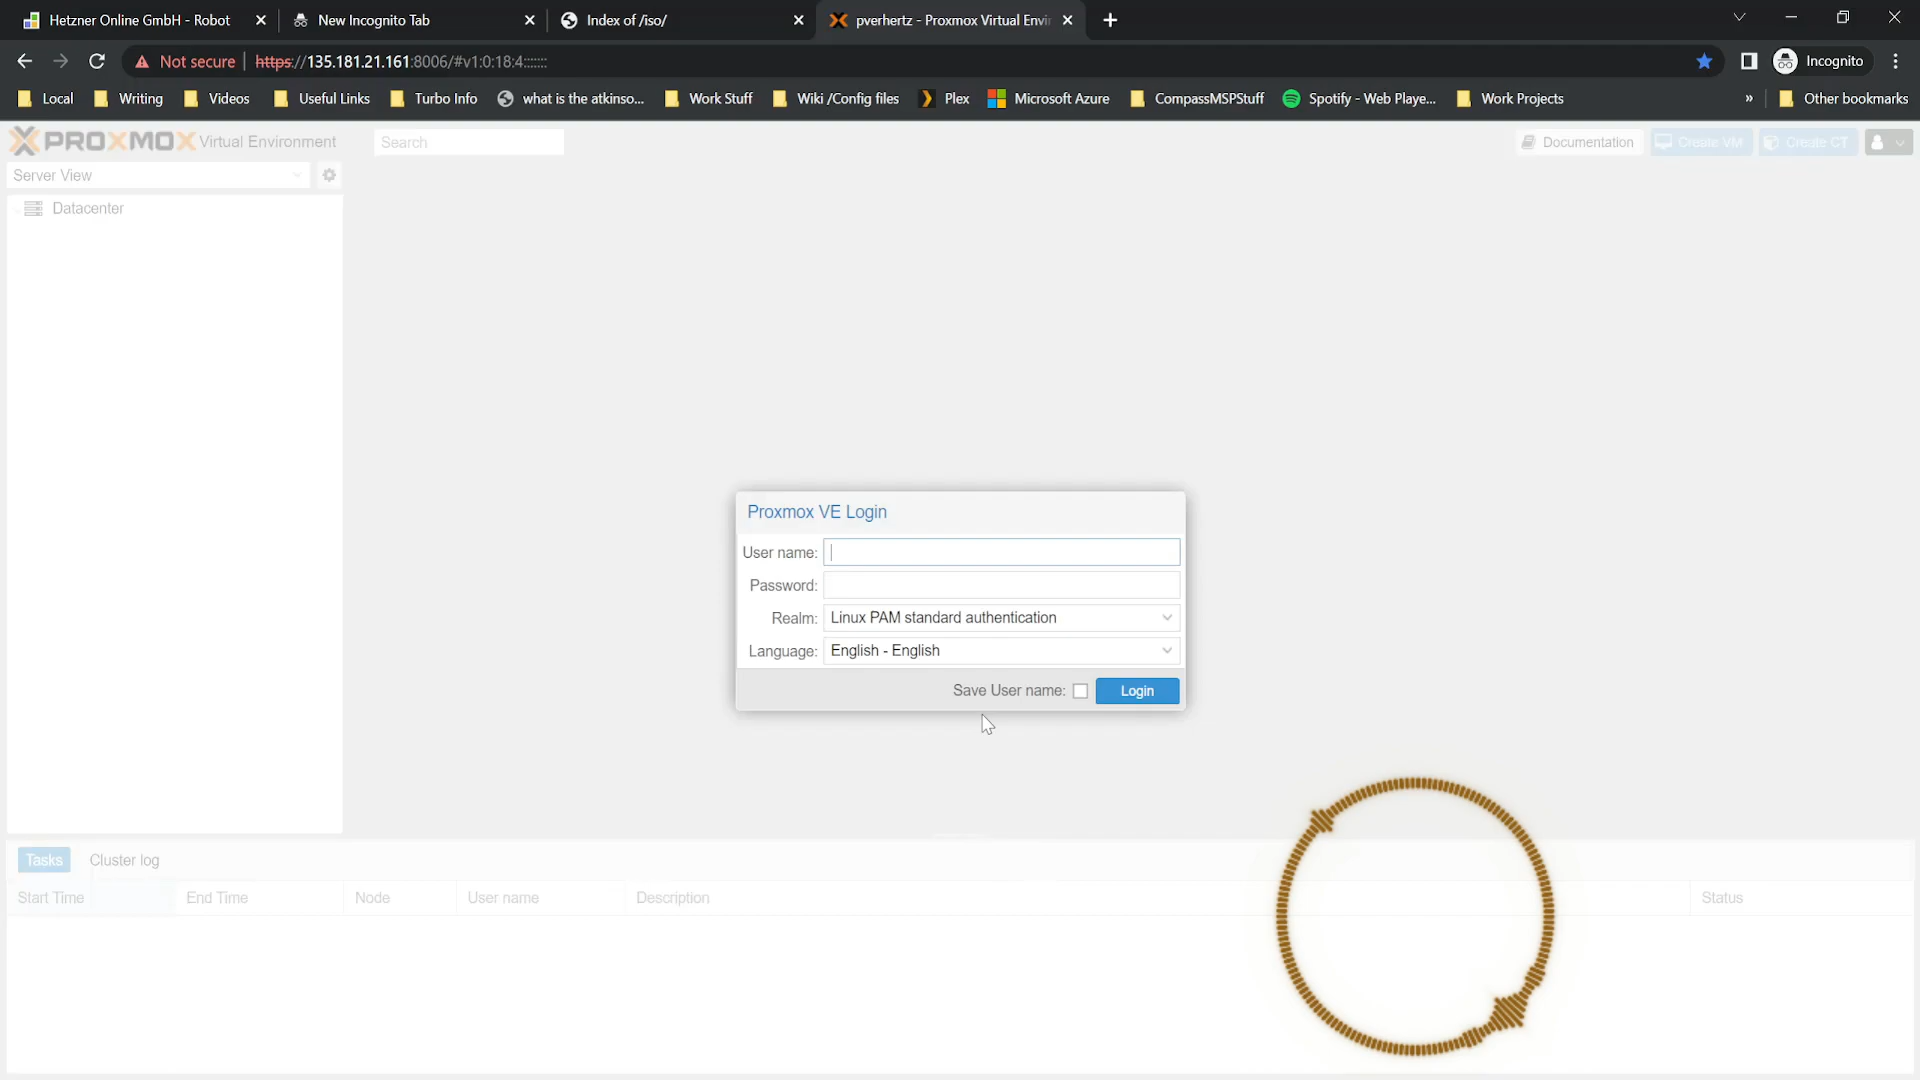 Hetzner Online GmbH - Robot
New Incognito Tab
Index of /iso/
pverhertz - Proxmox Virtual Envir
Not secure
https://135.181.21.161:8006/#v1:0:18:4:::::::
Incognito
Local
Writing
Videos
Useful Links
Turbo Info
what is the atkinso...
Work Stuff
Wiki /Config files
Plex
Microsoft Azure
CompassMSPStuff
Spotify - Web Playe...
Work Projects
»
Other bookmarks
PROXMOX Virtual Environment
Search
Documentation
Create VM
Create CT
Server View
Datacenter
Proxmox VE Login
User name:
Password:
Realm: Linux PAM standard authentication
Language: English - English
Save User name:
Login
Tasks
Cluster log
Start Time
End Time
Node
User name
Description
Status